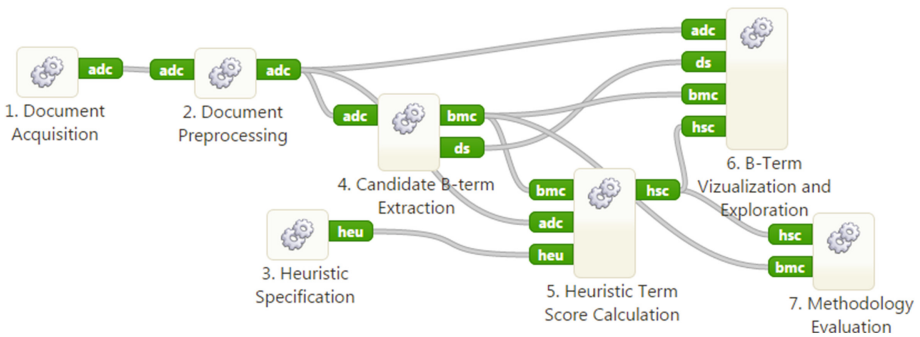 adc
adc
adc
1. Document
Acquisition
2. Document
Preprocessing
adc
bmc
ds
4. Candidate B-term
Extraction
heu
3. Heuristic
Specification
bmc
adc
heu
hsc
5. Heuristic Term
Score Calculation
adc
ds
bmc
hsc
6. B-Term
Vizualization and
Exploration
hsc
bmc
7. Methodology
Evaluation